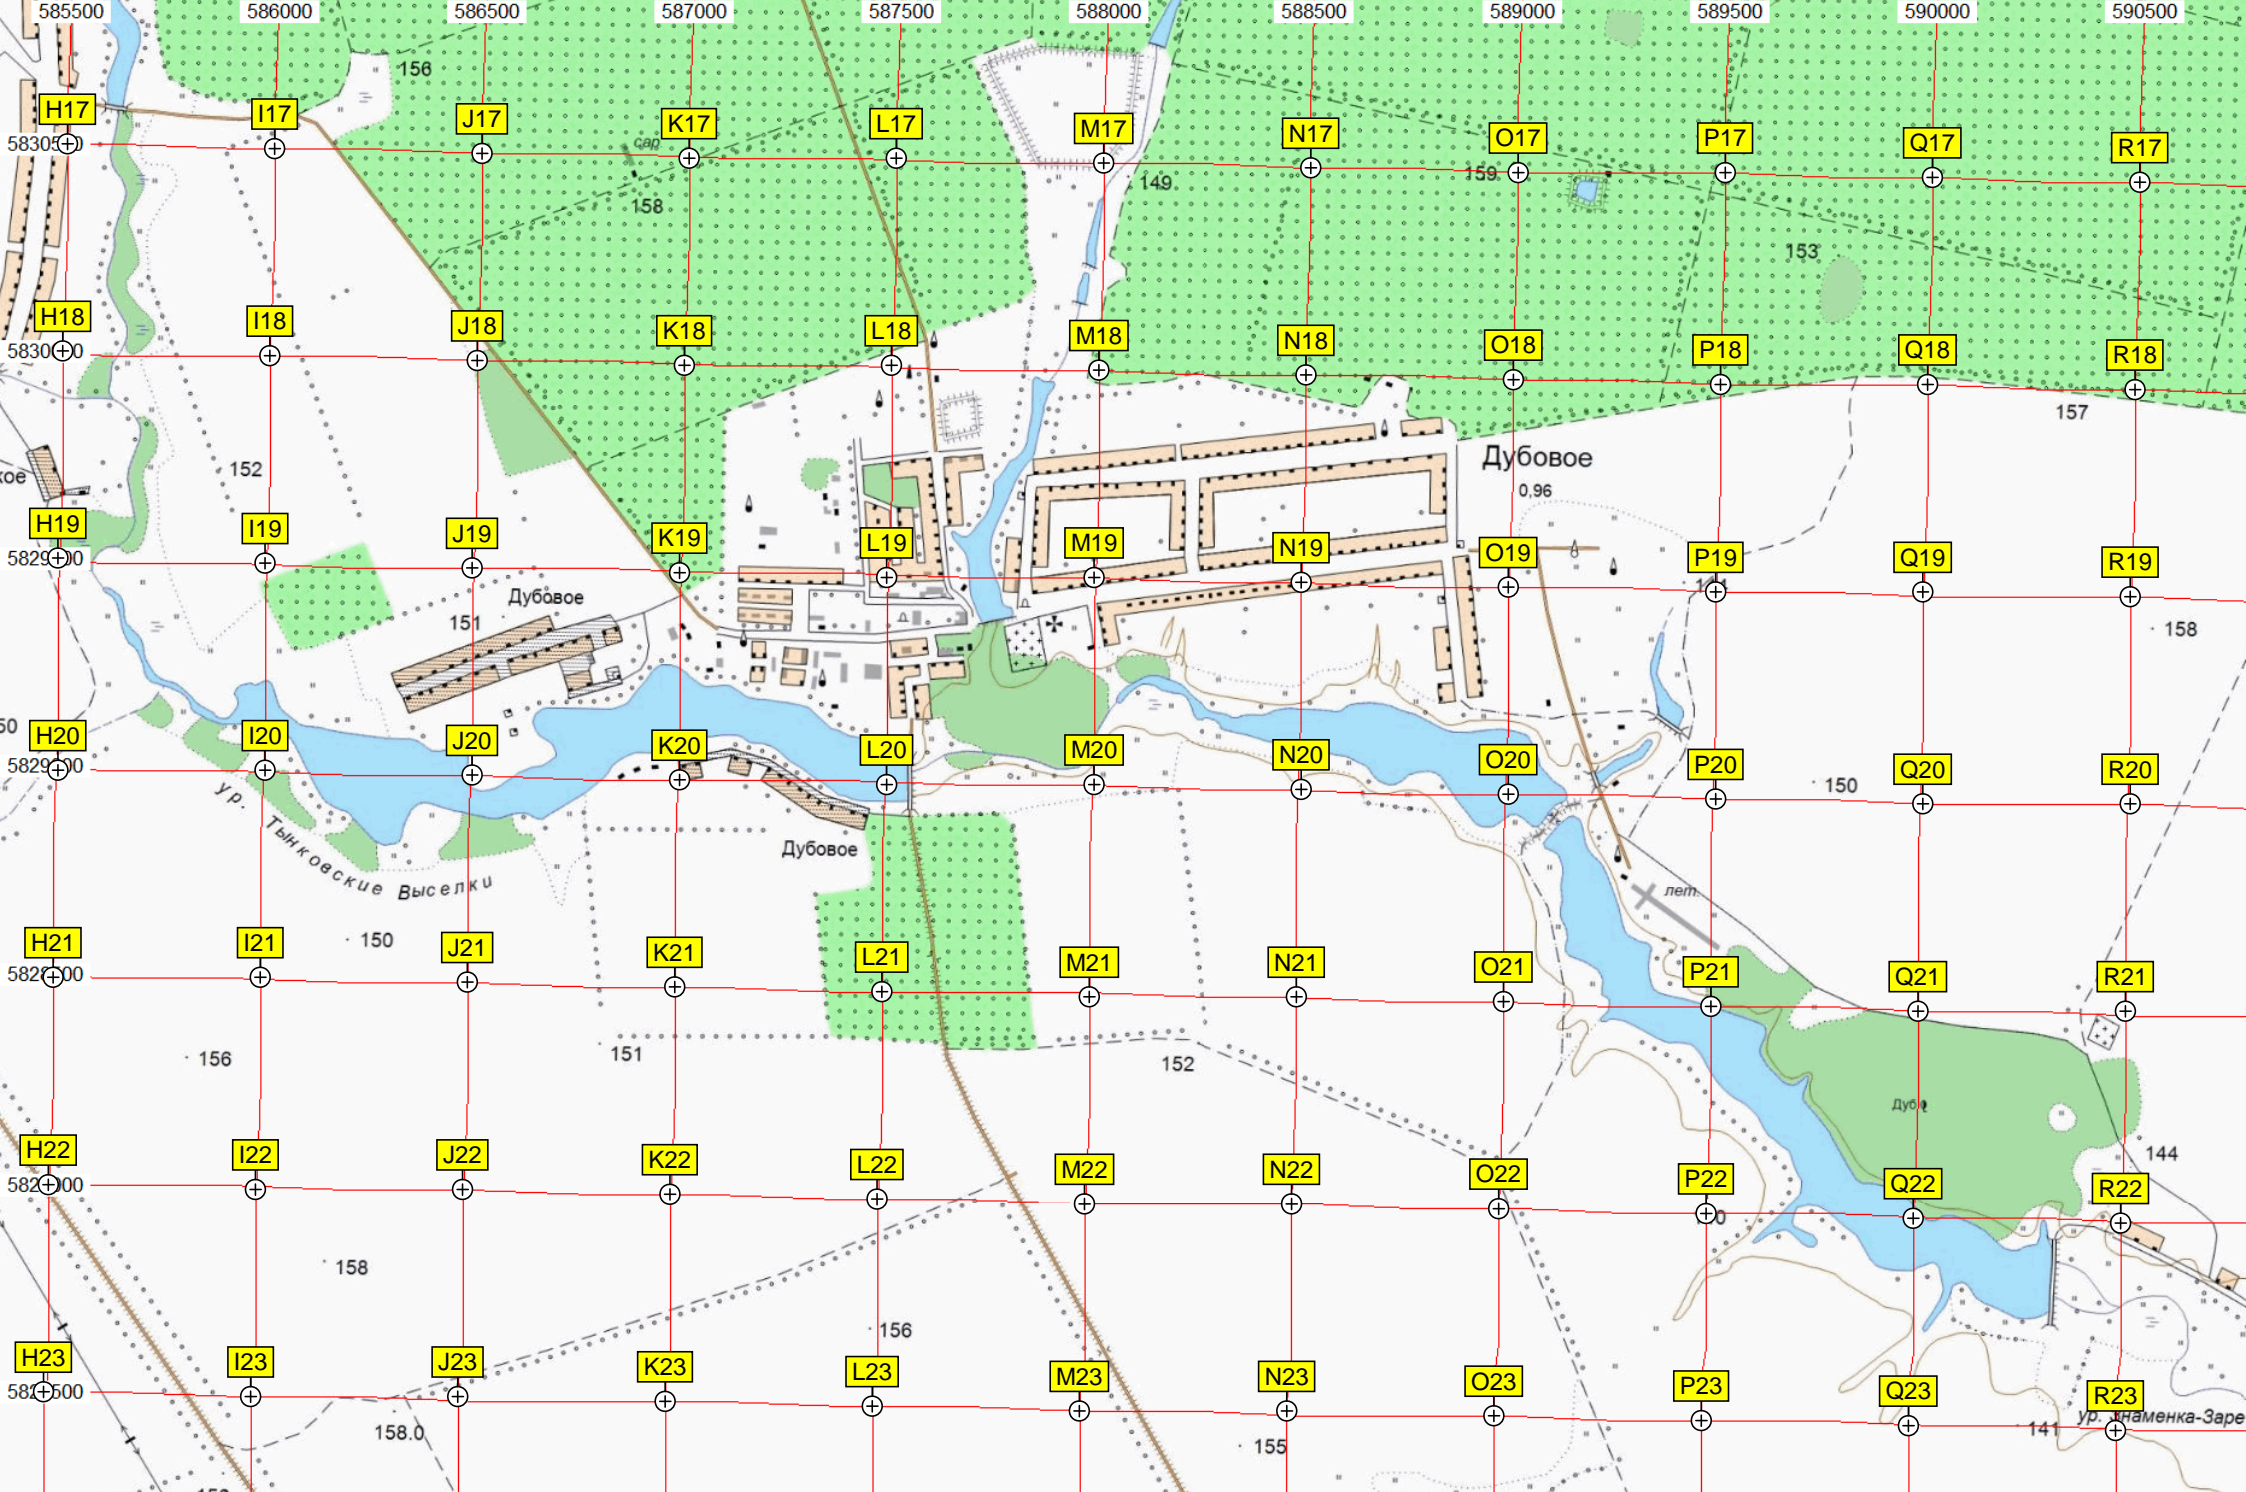 585500 586000 586500 587000 587500 588000 588500 589000 589500 590000 590500
156
H17 I17 J17 K17 L17 M17 N17 O17 P17 Q17 R17
сар.
149
159
158
153
H18 I18 J18 K18 L18 M18 N18 O18 P18 Q18 R18
157
Дубовое
0,96
152
кое
H19 I19 J19 K19 L19 M19 N19 O19 P19 Q19 R19
Дубовое
151
158
50
H20 I20 J20 K20 L20 M20 N20 O20 P20 Q20 R20
150
ур. Тынковские Выселки
Дубовое
лет.
150
H21 I21 J21 K21 L21 M21 N21 O21 P21 Q21 R21
156
151
152
144
H22 I22 J22 K22 L22 M22 N22 O22 P22 Q22 R22
158
156
H23 I23 J23 K23 L23 M23 N23 O23 P23 Q23 R23
ур. Знаменка-Заре
141
158.0
155